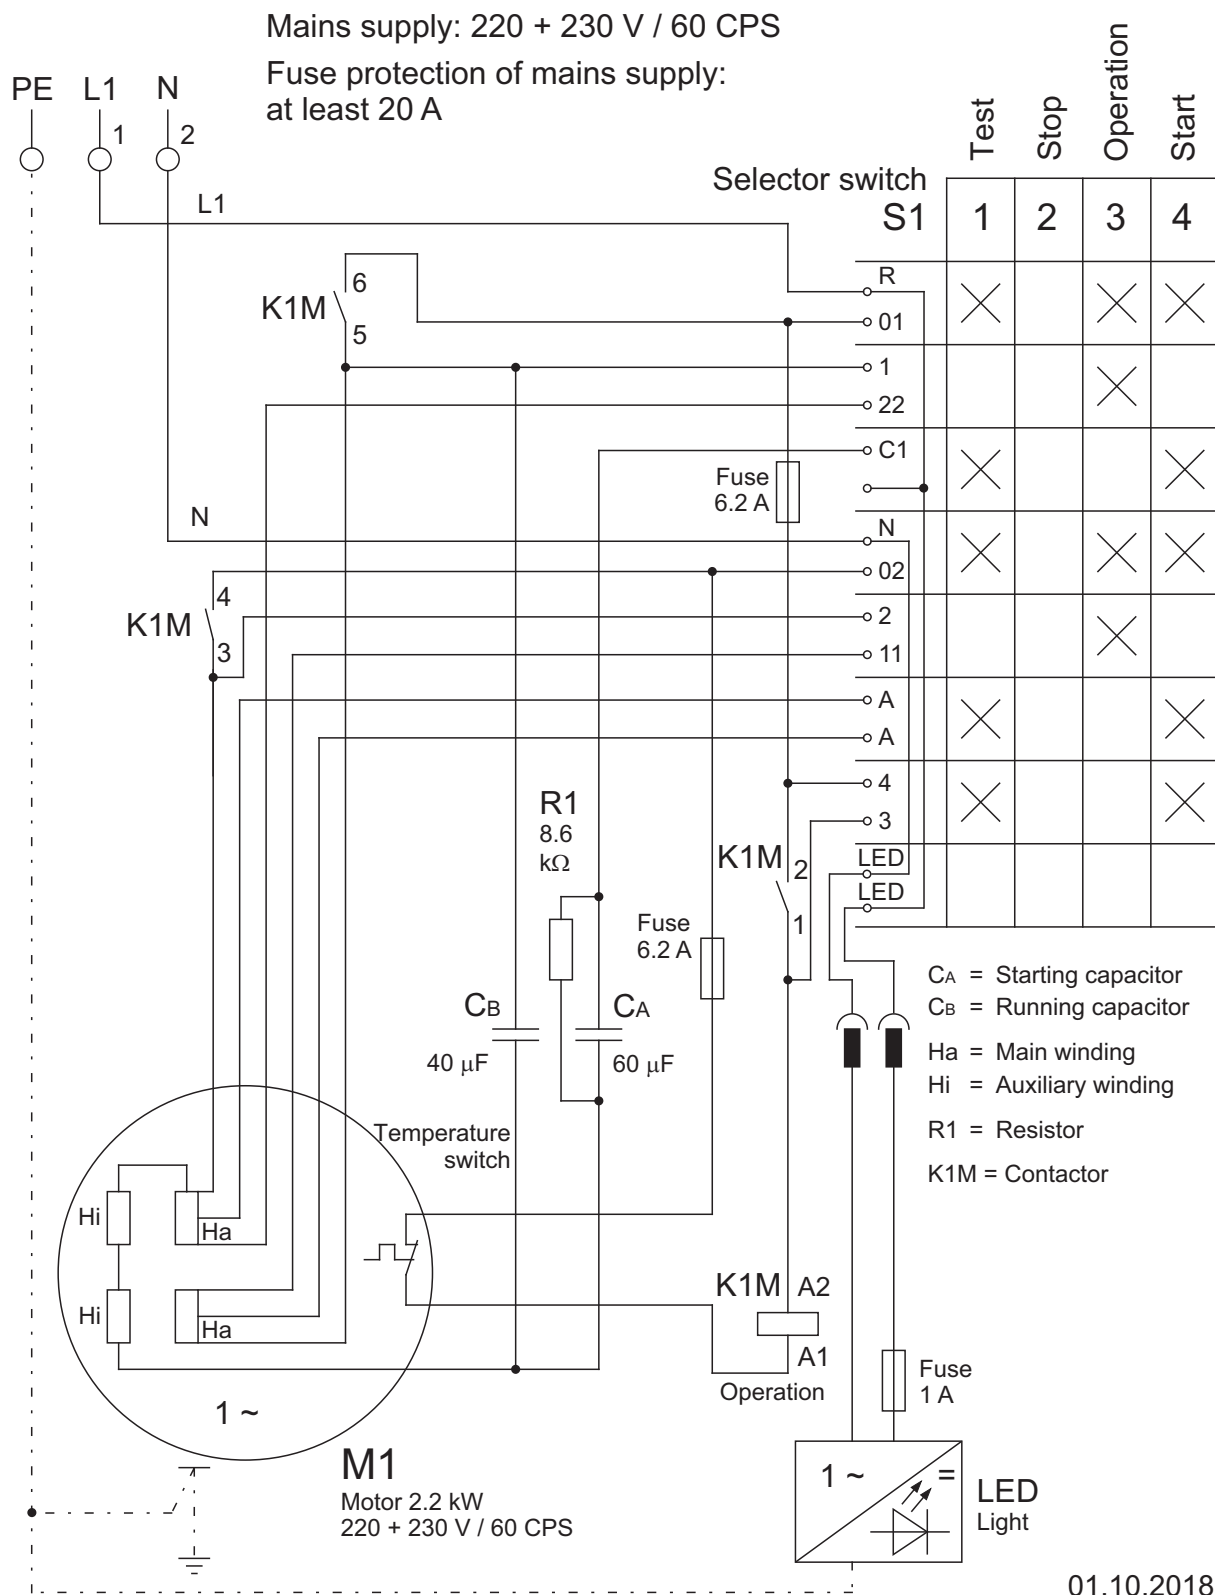 Mains supply: 220 + 230 V / 60 CPS
Fuse protection of mains supply:
at least 20 A
PE L1 N
1 2
Test
Stop
Operation
Start
Selector switch
S1 1 2 3 4
L1
R
6
K1M
01
5
1
22
C1
Fuse
6.2 A
N
N
02
4
K1M
2
3
11
A
A
4
R1
8.6
kΩ
3
K1M 2
LED
LED
1
Fuse
6.2 A
CA = Starting capacitor
CB = Running capacitor
Ha = Main winding
Hi = Auxiliary winding
R1 = Resistor
K1M = Contactor
CB
40 μF
CA
60 μF
Temperature
switch
Hi
Ha
Hi
Ha
K1M A2
A1
Operation
Fuse
1 A
1 ~
M1
Motor 2.2 kW
220 + 230 V / 60 CPS
1 ~ =
LED
Light
01.10.2018